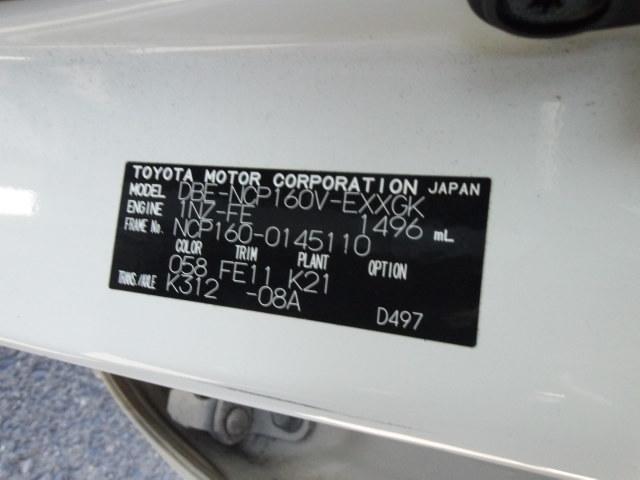 TOYOTA MOTOR CORPORATION JAPAN
MODEL DBE-NCP160V-EXXGK
ENGINE 1NZ-FE 1496 mL
FRAME No. NCP160-0145110
COLOR TRIM PLANT OPTION
058 FE11 K21
TRANS./AXLE K312 -08A
D497